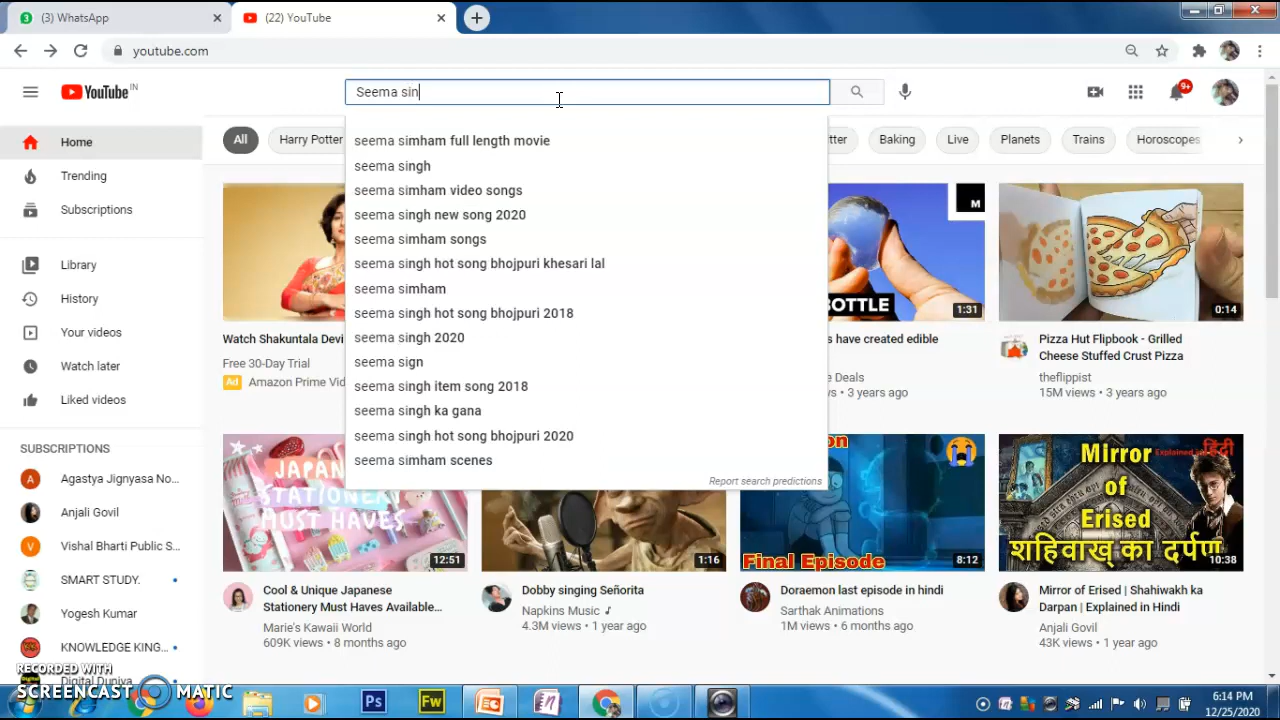 (3) WhatsApp
(22) YouTube
youtube.com
YouTube IN
Seema sin
9+
Home
Trending
Subscriptions
Library
History
Your videos
Watch later
Liked videos
SUBSCRIPTIONS
Agastya Jignyasa No...
Anjali Govil
Vishal Bharti Public S...
SMART STUDY.
Yogesh Kumar
KNOWLEDGE KING...
Digital Duniya
All
Harry Potter
Baking
Live
Planets
Trains
Horoscopes
seema simham full length movie
seema singh
seema simham video songs
seema singh new song 2020
seema simham songs
seema singh hot song bhojpuri khesari lal
seema simham
seema singh hot song bhojpuri 2018
seema singh 2020
seema sign
seema singh item song 2018
seema singh ka gana
seema singh hot song bhojpuri 2020
seema simham scenes
Report search predictions
Watch Shakuntala Devi
Free 30-Day Trial
Ad Amazon Prime Vid
M
OTTLE
1:31
s have created edible
e Deals
s • 3 years ago
0:14
Pizza Hut Flipbook - Grilled
Cheese Stuffed Crust Pizza
theflippist
15M views • 3 years ago
JAPAN
STATIONE
MUST HAVES
12:51
Cool & Unique Japanese
Stationery Must Haves Available...
Marie's Kawaii World
609K views • 8 months ago
1:16
Dobby singing Señorita
Napkins Music
4.3M views • 1 year ago
on
Final Episode
8:12
Doraemon last episode in hindi
Sarthak Animations
1M views • 6 months ago
Mirror
of
Erised
Explained in हिंदी
शहिवाख् का दर्पण
10:38
Mirror of Erised | Shahiwakh ka
Darpan | Explained in Hindi
Anjali Govil
43K views • 1 year ago
RECORDED WITH
SCREENCAST MATIC
Ps
Fw
6:14 PM
12/25/2020